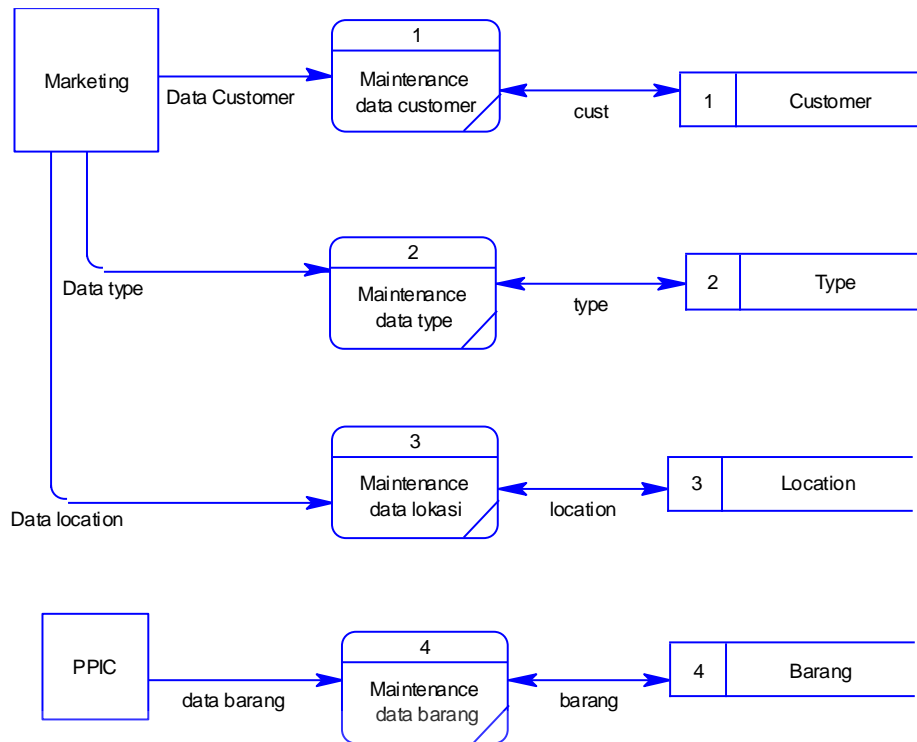 Marketing
Data Customer
1
Maintenance
data customer
cust
1
Customer
Data type
2
Maintenance
data type
type
2
Type
Data location
3
Maintenance
data lokasi
location
3
Location
PPIC
data barang
4
Maintenance
data barang
barang
4
Barang